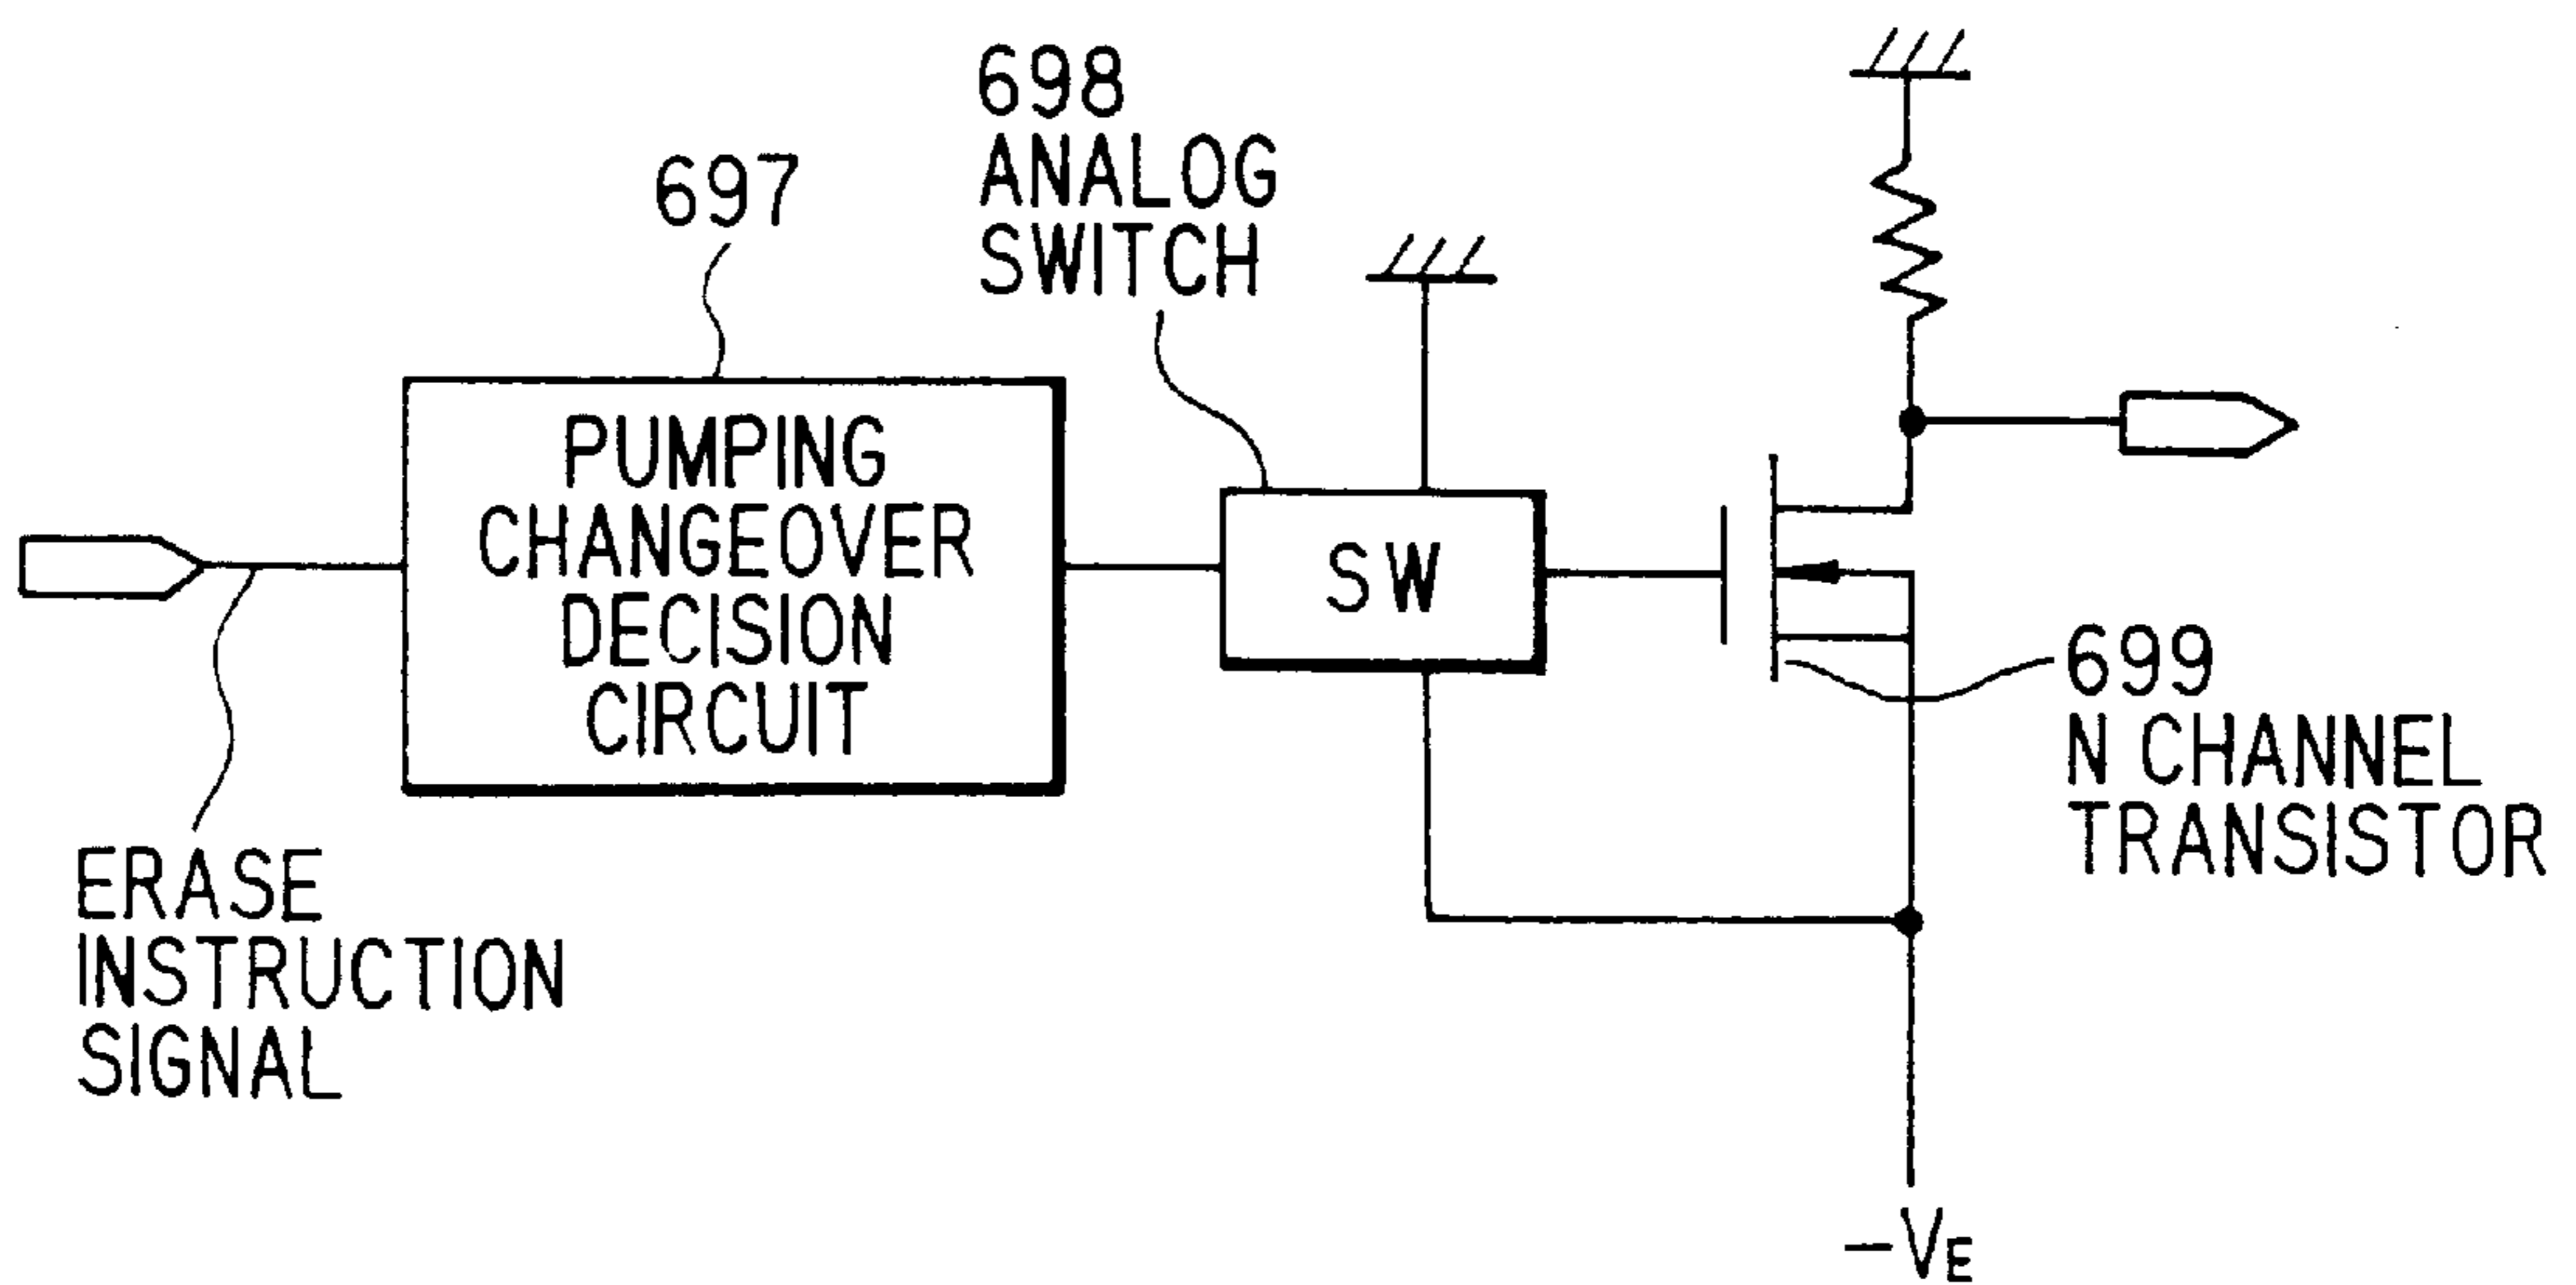 697
PUMPING
CHANGEOVER
DECISION
CIRCUIT
698
ANALOG
SWITCH
SW
699
N CHANNEL
TRANSISTOR
ERASE
INSTRUCTION
SIGNAL
-VE